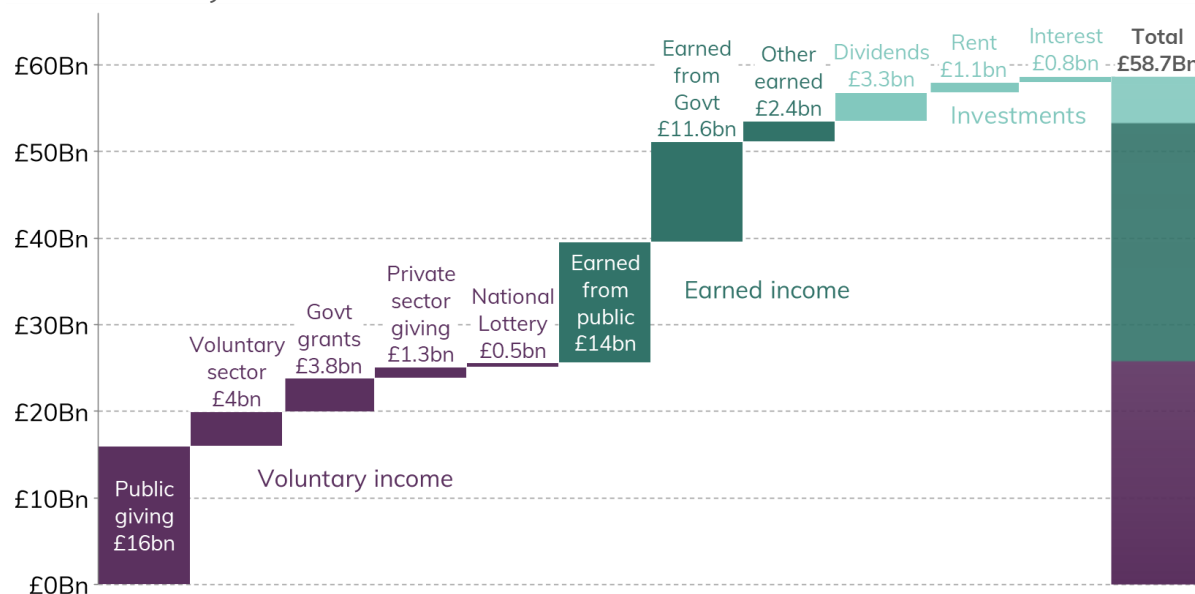 £60Bn
£50Bn
£40Bn
£30Bn
£20Bn
£10Bn
£0Bn
Public
giving
£16bn
Voluntary
sector
£4bn
Govt
grants
£3.8bn
Private
sector
giving
£1.3bn
National
Lottery
£0.5bn
Voluntary income
Earned
from
public
£14bn
Earned
from
Govt
£11.6bn
Other
earned
£2.4bn
Earned income
Dividends
£3.3bn
Rent
£1.1bn
Interest
£0.8bn
Investments
Total
£58.7Bn